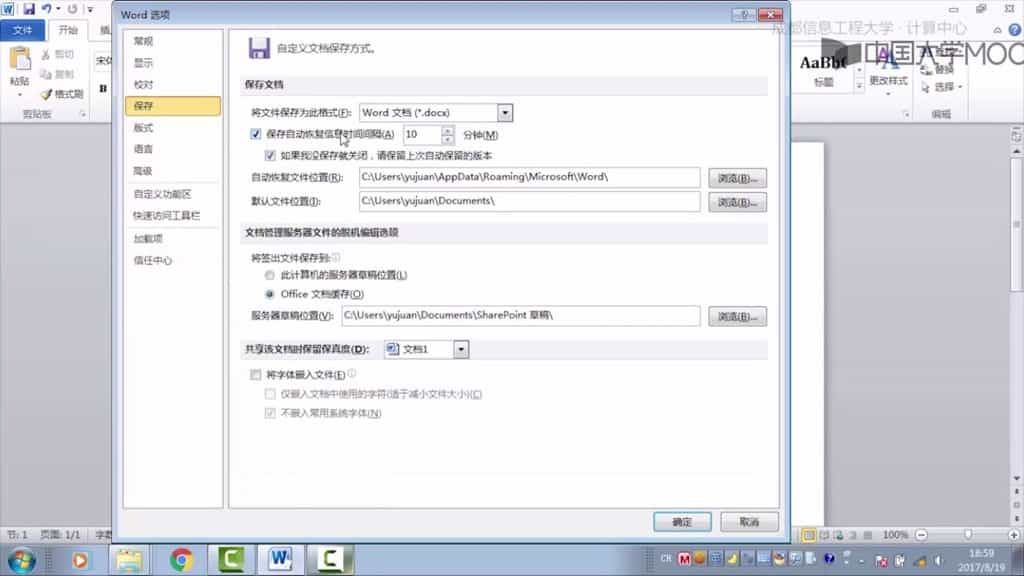 Word 选项
成都信息工程大学·计算中心
中国大学MOOC
文件
开始
粘贴
剪切
复制
格式刷
剪贴板
宋体
B
常规
显示
校对
保存
版式
语言
高级
自定义功能区
快速访问工具栏
加载项
信任中心
自定义文档保存方式。
保存文档
将文件保存为此格式(F): Word 文档 (*.docx)
保存自动恢复信息时间间隔(A) 10 分钟(M)
如果我没保存就关闭，请保留上次自动保留的版本
自动恢复文件位置(R): C:\Users\yujuan\AppData\Roaming\Microsoft\Word\ 浏览(B)...
默认文件位置(I): C:\Users\yujuan\Documents\ 浏览(B)...
文档管理服务器文件的脱机编辑选项
将签出文件保存到:
此计算机的服务器草稿位置(L)
Office 文档缓存(O)
服务器草稿位置(V): C:\Users\yujuan\Documents\SharePoint 草稿\ 浏览(B)...
共享该文档时保留保真度(D): 文档1
将字体嵌入文件(E)
仅嵌入文档中使用的字符(适于减小文件大小)(C)
不嵌入常用系统字体(N)
确定 取消
标题
更改样式
替换
选择
编辑
节: 1 页面: 1/1
100%
CH
18:59
2017/8/19